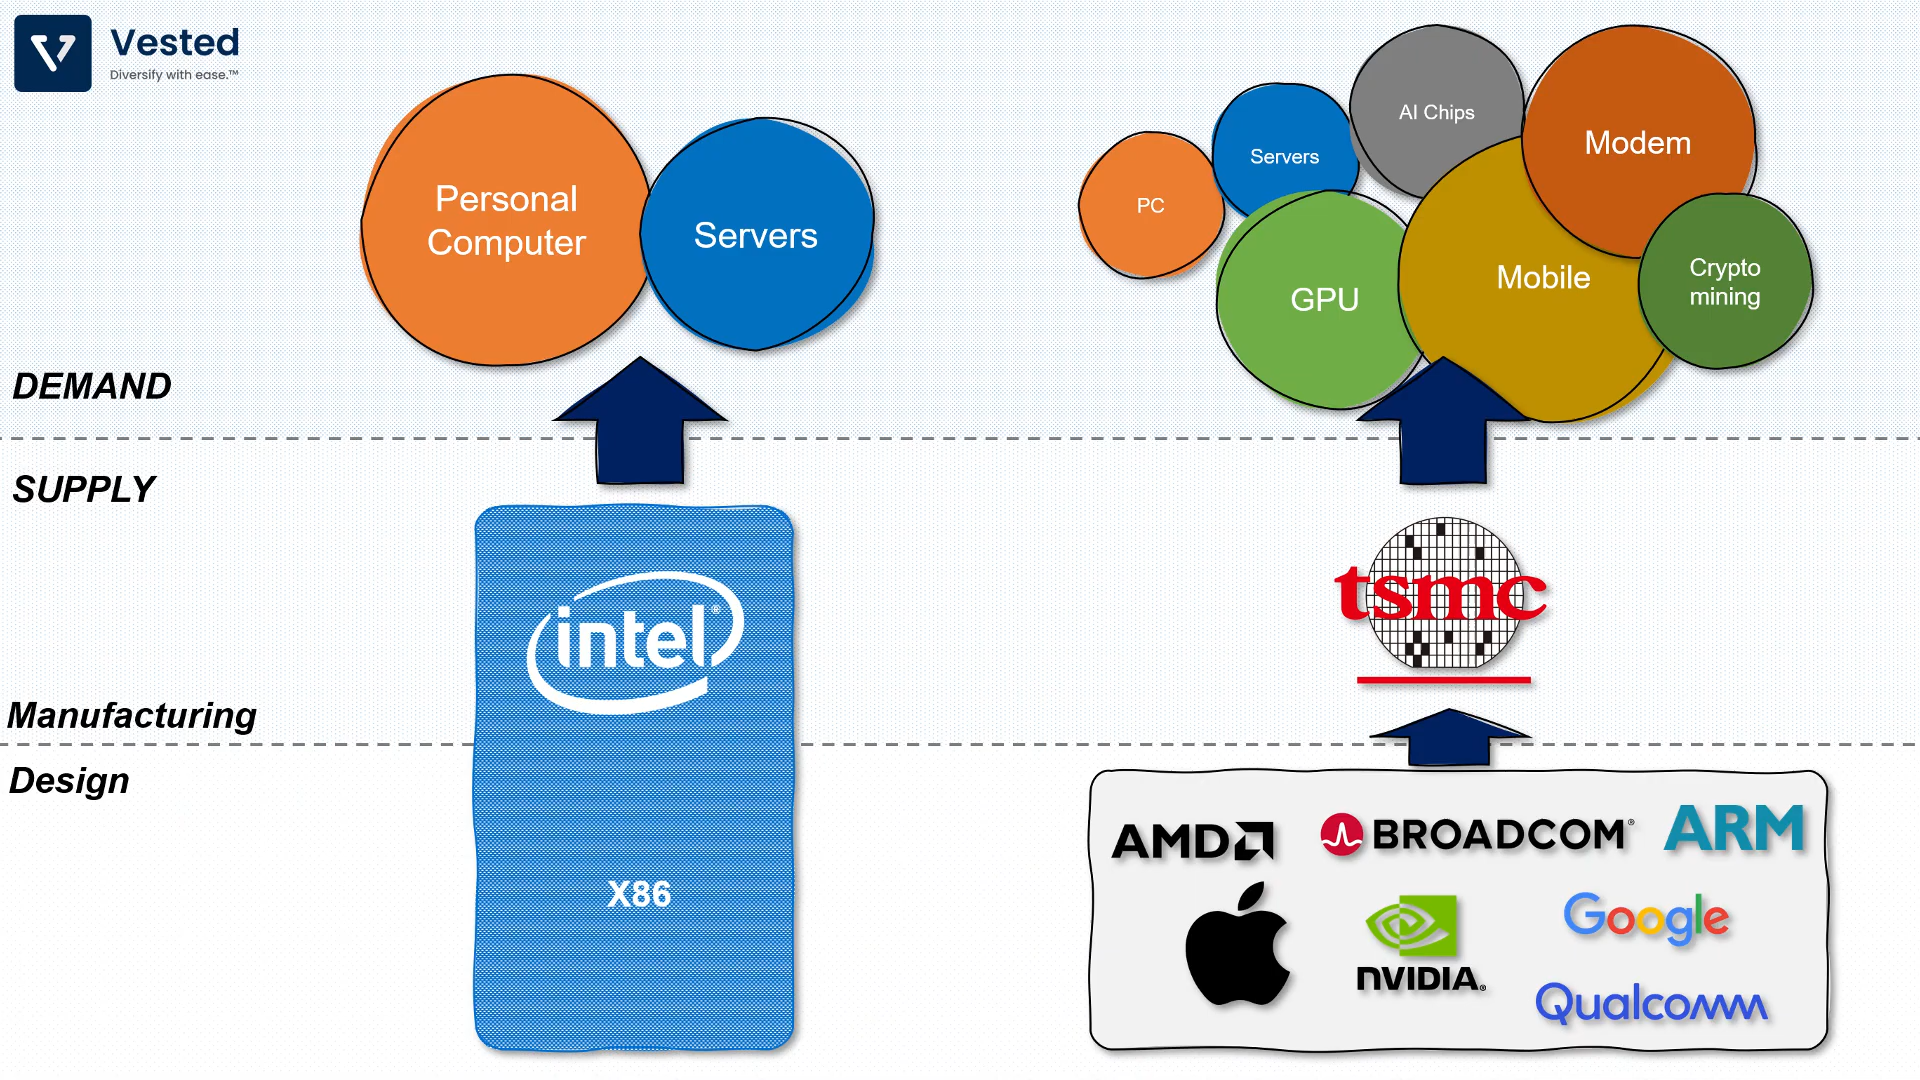 Vested
Diversify with ease.™
Personal
Computer
Servers
PC
Servers
AI Chips
Modem
GPU
Mobile
Crypto
mining
DEMAND
SUPPLY
intel®
tsmc
Manufacturing
Design
X86
AMD
BROADCOM®
ARM
NVIDIA®
Google
Qualcomm